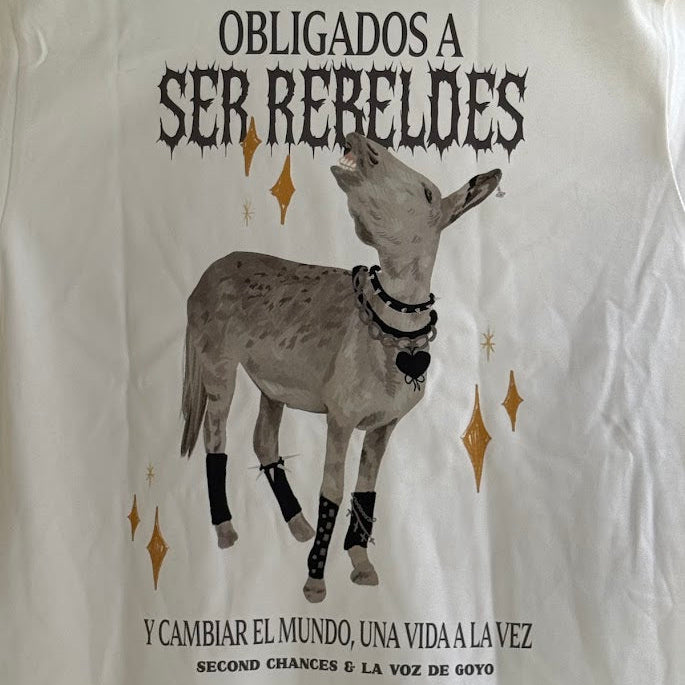 OBLIGADOS A
SER REBELDES
Y CAMBIAR EL MUNDO, UNA VIDA A LA VEZ
SECOND CHANCES & LA VOZ DE GOYO